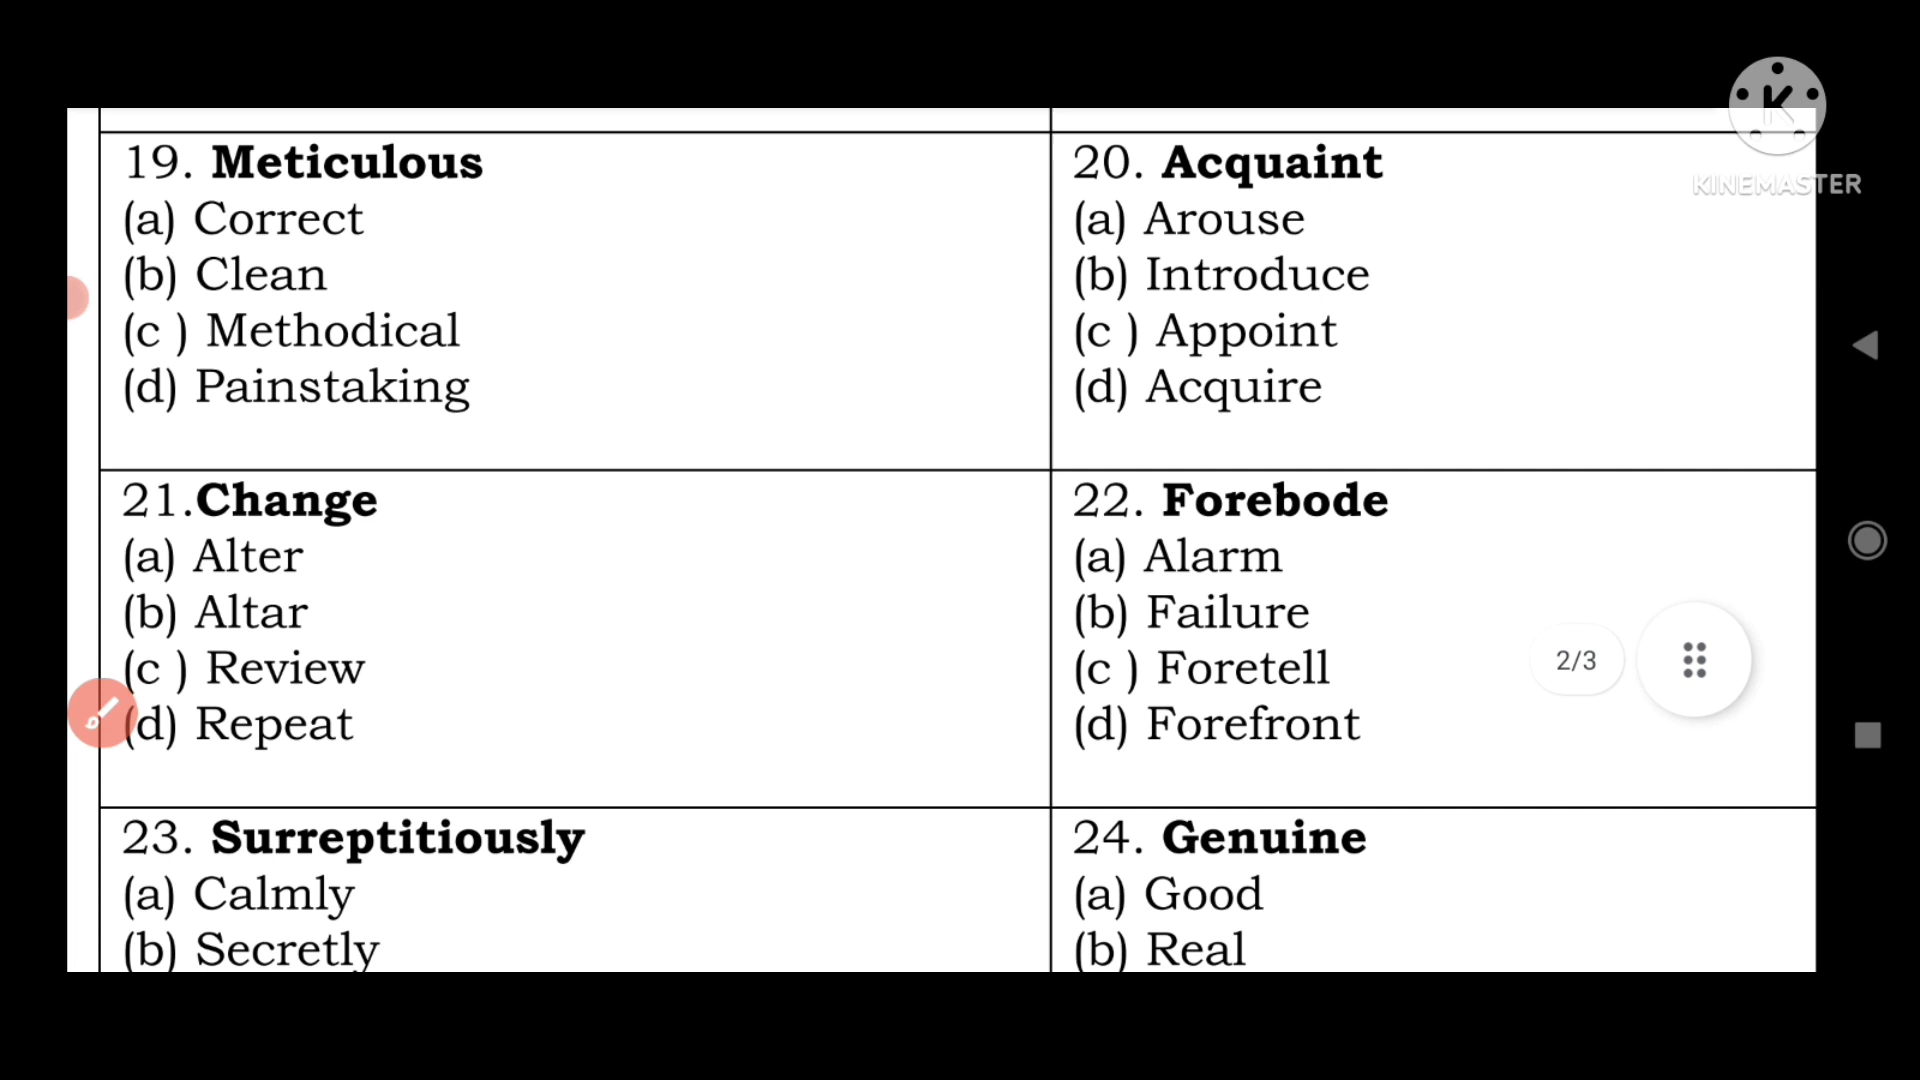 19. Meticulous
(a) Correct
(b) Clean
(c ) Methodical
(d) Painstaking
20. Acquaint
(a) Arouse
(b) Introduce
(c ) Appoint
(d) Acquire
21.Change
(a) Alter
(b) Altar
(c ) Review
(d) Repeat
22. Forebode
(a) Alarm
(b) Failure
(c ) Foretell
(d) Forefront
23. Surreptitiously
(a) Calmly
(b) Secretly
24. Genuine
(a) Good
(b) Real
2/3
K
KINEMASTER